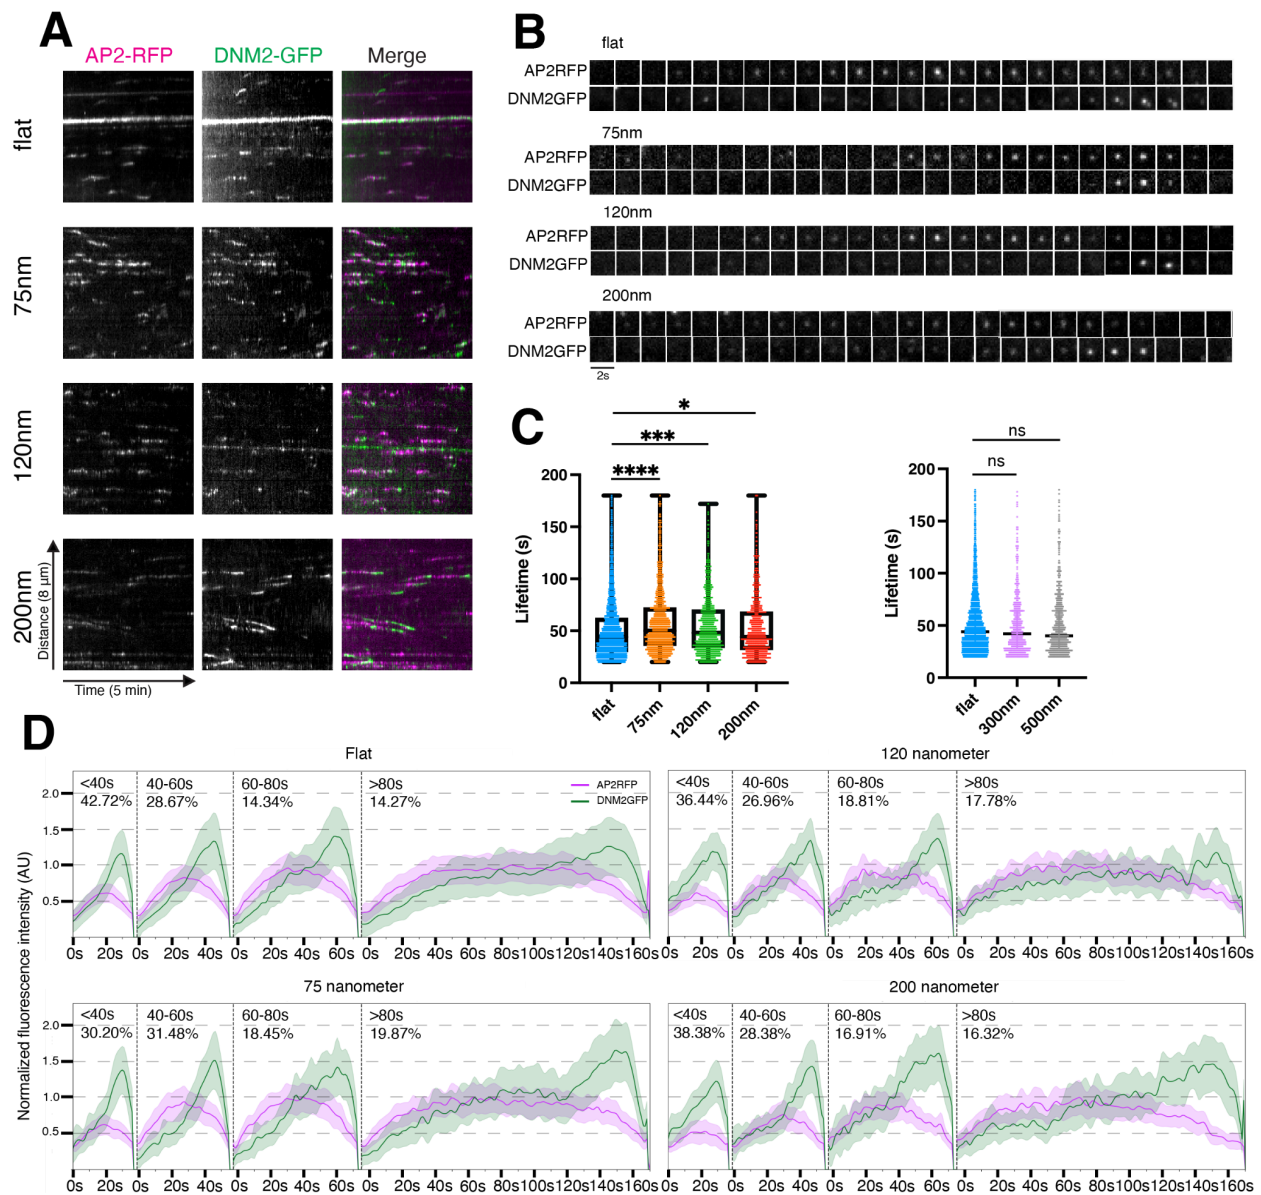 A
AP2-RFP DNM2-GFP Merge
flat
75nm
120nm
200nm
Distance (8 μm)
Time (5 min)
B
flat
AP2RFP
DNM2GFP
75nm
AP2RFP
DNM2GFP
120nm
AP2RFP
DNM2GFP
200nm
AP2RFP
DNM2GFP
2s
C
*
***
****
200
150
100
50
0
Lifetime (s)
flat 75nm 120nm 200nm
ns
ns
200
150
100
50
0
Lifetime (s)
flat 300nm 500nm
D
Normalized fluorescence intensity (AU)
Flat
<40s 40-60s 60-80s >80s
42.72% 28.67% 14.34% 14.27%
AP2RFP
DNM2GFP
2.0
1.5
1.0
0.5
0s 20s 0s 20s 40s 0s 20s 40s 60s 0s 20s 40s 60s 80s 100s 120s 140s 160s
120 nanometer
<40s 40-60s 60-80s >80s
36.44% 26.96% 18.81% 17.78%
0s 20s 0s 20s 40s 0s 20s 40s 60s 0s 20s 40s 60s 80s 100s 120s 140s 160s
75 nanometer
<40s 40-60s 60-80s >80s
30.20% 31.48% 18.45% 19.87%
2.0
1.5
1.0
0.5
0s 20s 0s 20s 40s 0s 20s 40s 60s 0s 20s 40s 60s 80s 100s 120s 140s 160s
200 nanometer
<40s 40-60s 60-80s >80s
38.38% 28.38% 16.91% 16.32%
0s 20s 0s 20s 40s 0s 20s 40s 60s 0s 20s 40s 60s 80s 100s 120s 140s 160s